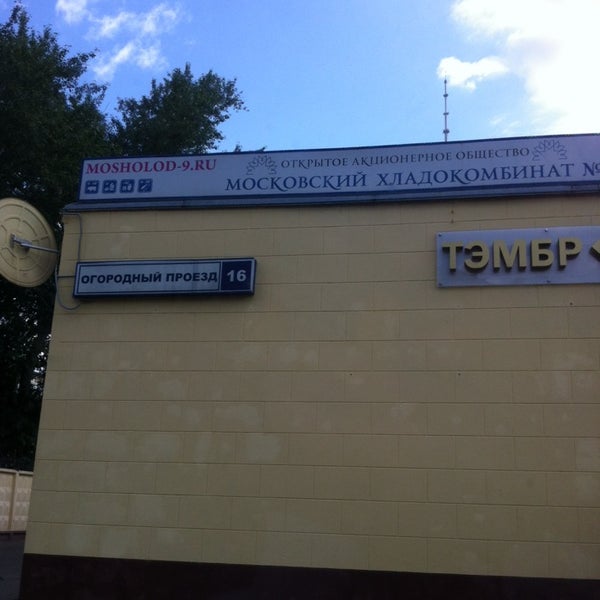 MOSHOLOD-9.RU
ОТКРЫТОЕ АКЦИОНЕРНОЕ ОБЩЕСТВО
МОСКОВСКИЙ ХЛАДОКОМБИНАТ №
ТЭМБР
ОГОРОДНЫЙ ПРОЕЗД 16